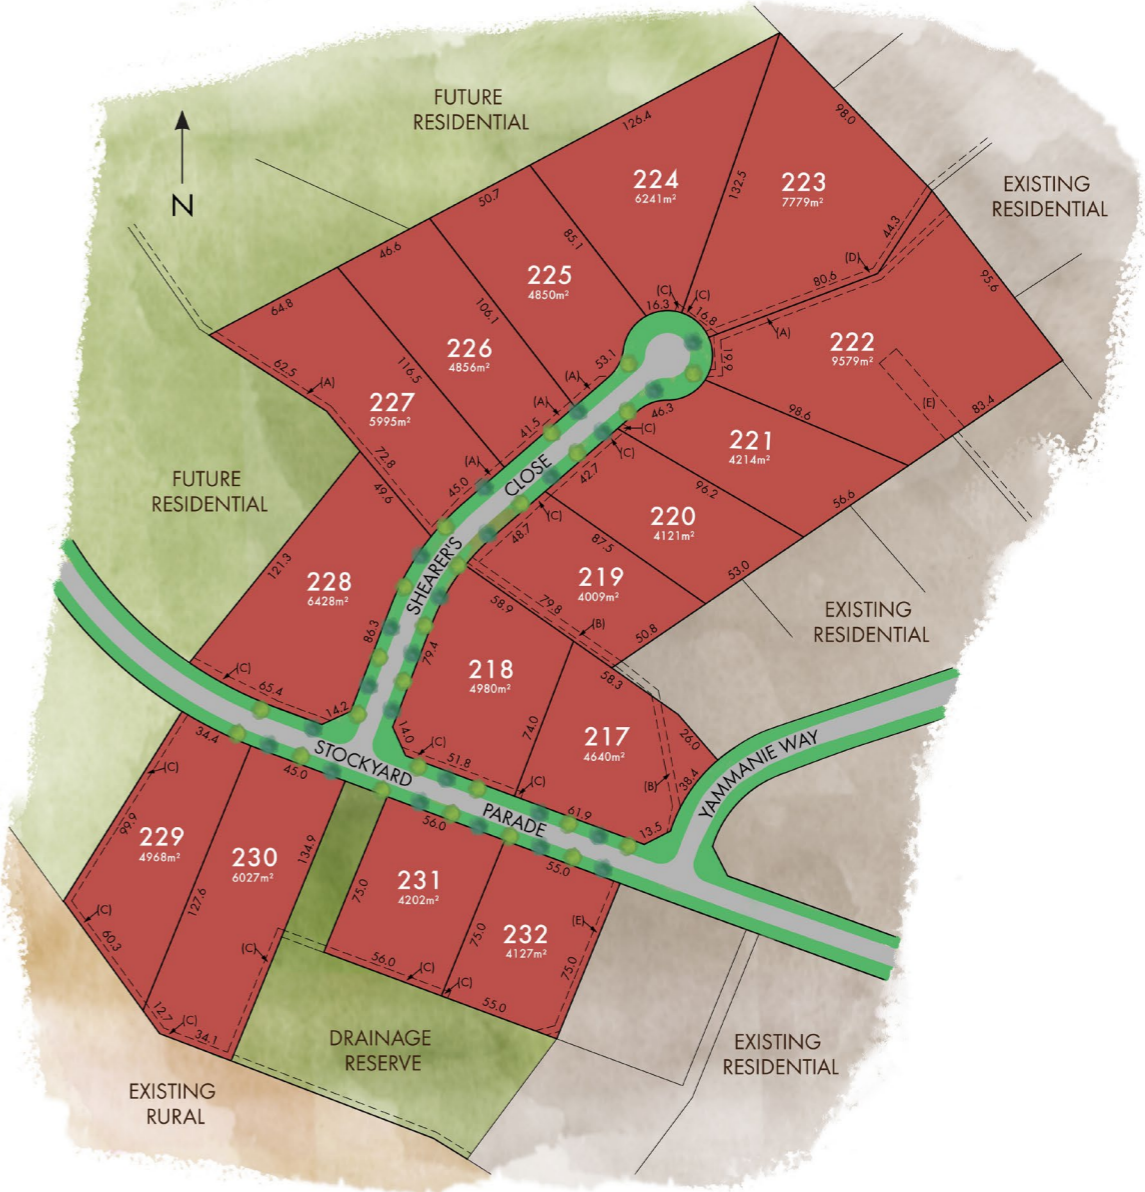 FUTURE
RESIDENTIAL
N
126.4
98.0
224
6241m²
223
7779m²
132.5
EXISTING
RESIDENTIAL
50.7
46.6
85.1
44.3
(D)
80.6
95.6
225
4850m²
64.8
106.1
(C)
(C)
16.3
16.8
(A)
19.9
222
9579m²
226
4856m²
116.5
53.1
62.5
(A)
227
5995m²
(A)
(A)
41.5
46.3
(C)
98.6
(E)
83.4
221
4214m²
72.8
49.6
(A)
45.0
CLOSE
42.7
(C)
96.2
56.6
FUTURE
RESIDENTIAL
(C)
48.7
220
4121m²
87.5
53.0
121.3
SHEARER'S
228
6428m²
219
4009m²
58.9
79.8
(B)
50.8
EXISTING
RESIDENTIAL
86.3
79.4
218
4980m²
58.3
(C)
65.4
14.2
14.0
(C)
51.8
74.0
217
4640m²
26.0
34.4
45.0
STOCKYARD
PARADE
(C)
61.9
(B)
38.4
13.5
YAMMANIE WAY
(C)
99.9
229
4968m²
230
6027m²
134.9
56.0
55.0
231
4202m²
75.0
75.0
232
4127m²
(E)
75.0
127.6
(C)
60.3
(C)
56.0
(C)
(C)
55.0
12.7
(C)
34.1
DRAINAGE
RESERVE
EXISTING
RESIDENTIAL
EXISTING
RURAL